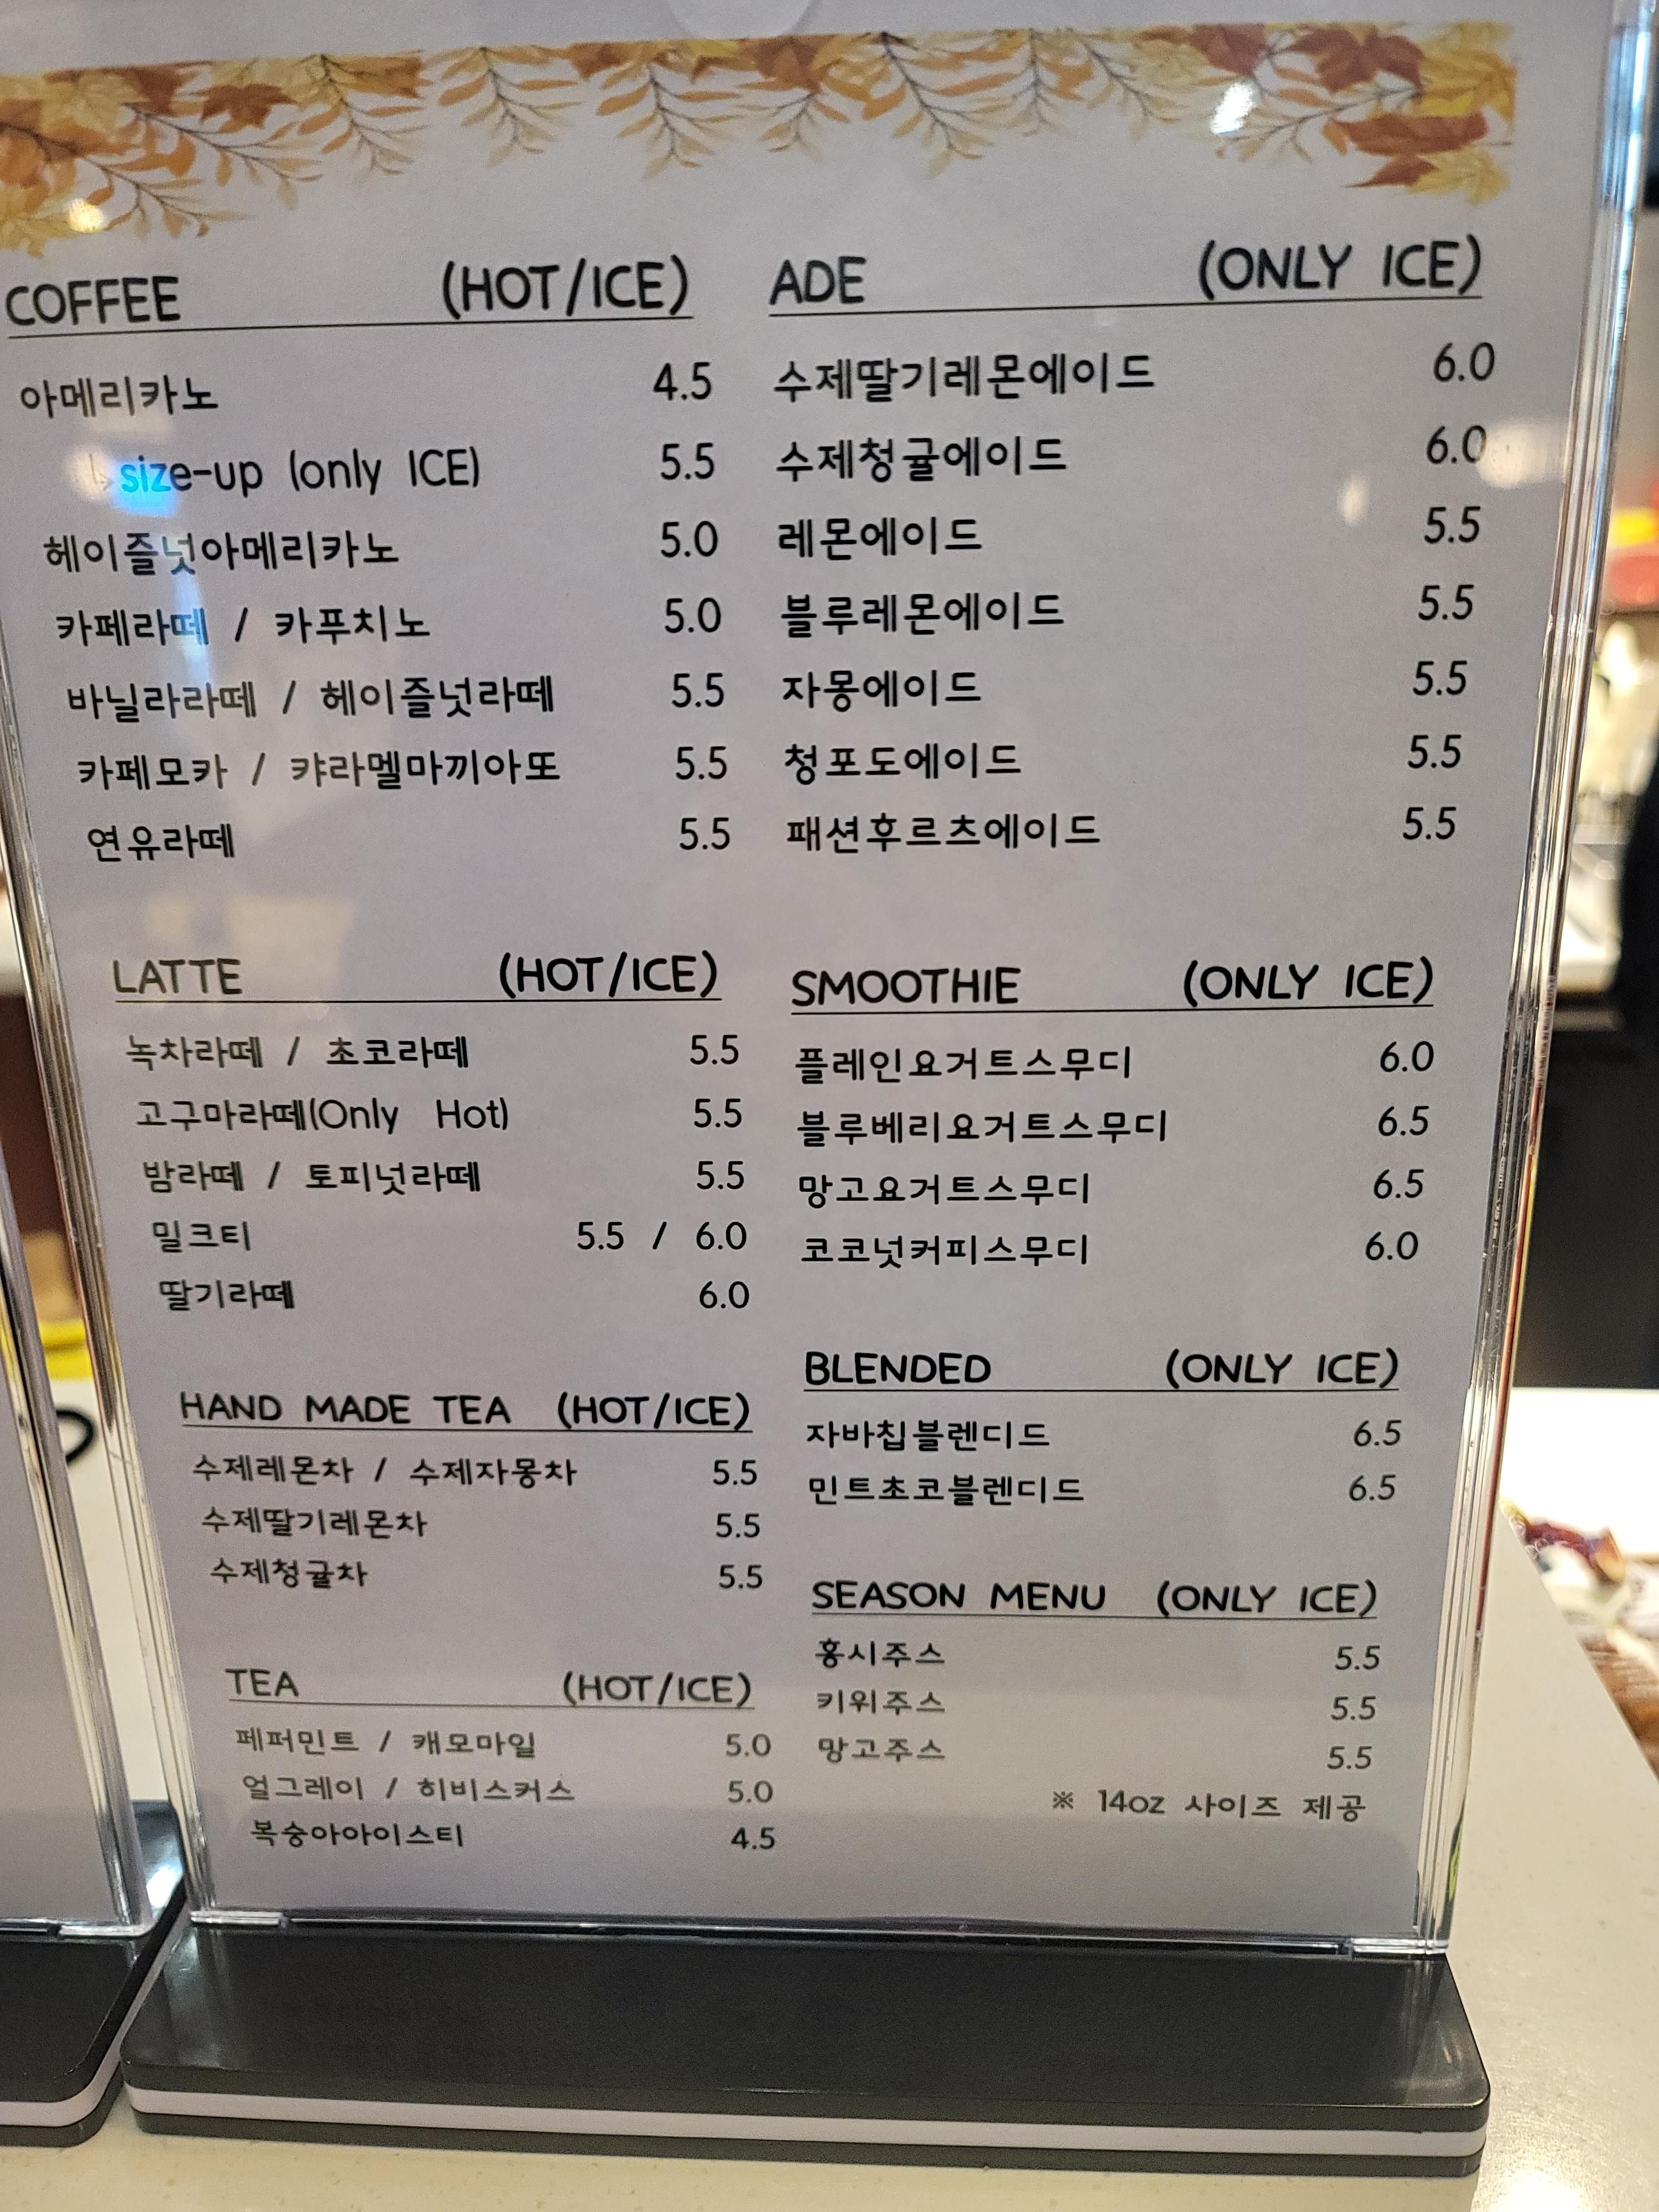 COFFEE (HOT/ICE)
아메리카노 4.5
↳ size-up (only ICE) 5.5
헤이즐넛아메리카노 5.0
카페라떼 / 카푸치노 5.0
바닐라라떼 / 헤이즐넛라떼 5.5
카페모카 / 캬라멜마끼아또 5.5
연유라떼 5.5
LATTE (HOT/ICE)
녹차라떼 / 초코라떼 5.5
고구마라떼(Only Hot) 5.5
밤라떼 / 토피넛라떼 5.5
밀크티 5.5 / 6.0
딸기라떼 6.0
HAND MADE TEA (HOT/ICE)
수제레몬차 / 수제자몽차 5.5
수제딸기레몬차 5.5
수제청귤차 5.5
TEA (HOT/ICE)
페퍼민트 / 캐모마일 5.0
얼그레이 / 히비스커스 5.0
복숭아아이스티 4.5
ADE (ONLY ICE)
수제딸기레몬에이드 6.0
수제청귤에이드 6.0
레몬에이드 5.5
블루레몬에이드 5.5
자몽에이드 5.5
청포도에이드 5.5
패션후르츠에이드 5.5
SMOOTHIE (ONLY ICE)
플레인요거트스무디 6.0
블루베리요거트스무디 6.5
망고요거트스무디 6.5
코코넛커피스무디 6.0
BLENDED (ONLY ICE)
자바칩블렌디드 6.5
민트초코블렌디드 6.5
SEASON MENU (ONLY ICE)
홍시주스 5.5
키위주스 5.5
망고주스 5.5
※ 14oz 사이즈 제공